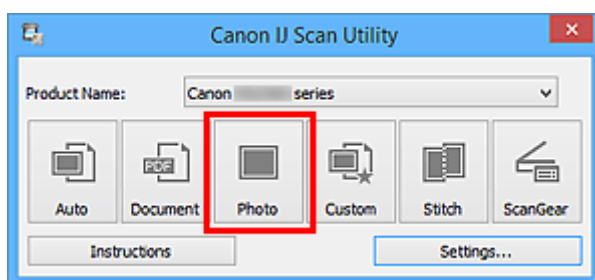 Canon IJ Scan Utility
Product Name: Canon series
PDF
Auto Document Photo Custom Stitch ScanGear
Instructions Settings...